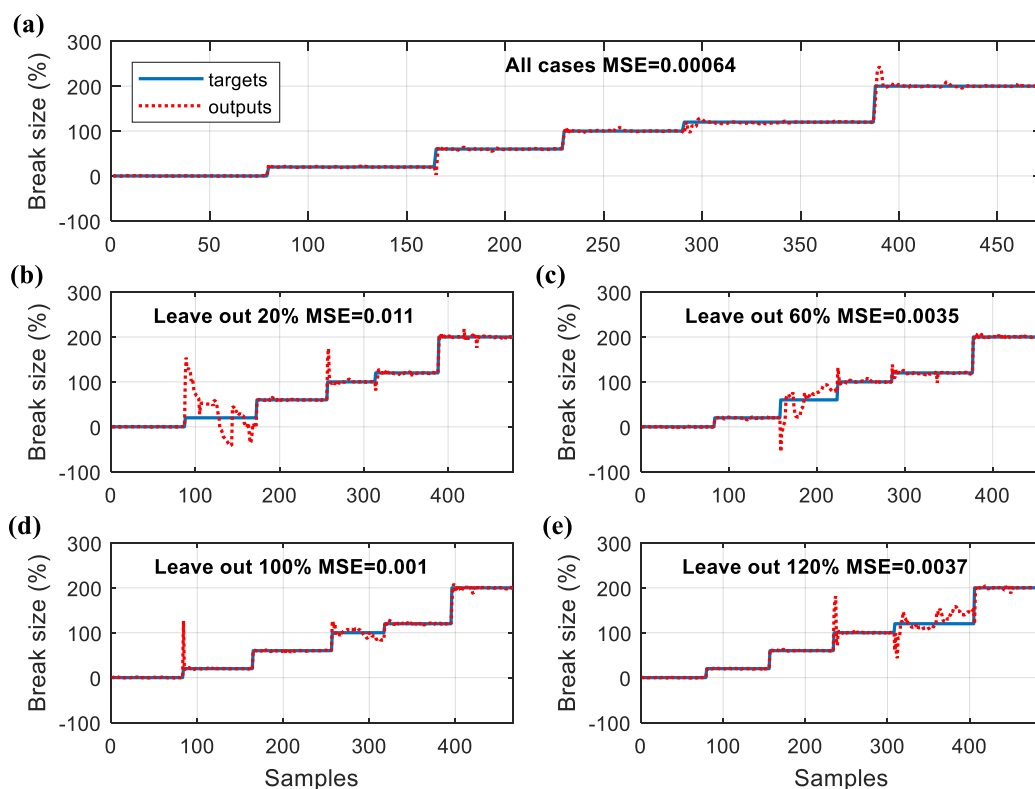 (a)
300
200
100
0
-100
Break size (%)
targets
outputs
All cases MSE=0.00064
0 50 100 150 200 250 300 350 400 450
(b)
300
200
100
0
-100
Break size (%)
Leave out 20% MSE=0.011
0 100 200 300 400
(c)
300
200
100
0
-100
Break size (%)
Leave out 60% MSE=0.0035
0 100 200 300 400
(d)
300
200
100
0
-100
Break size (%)
Leave out 100% MSE=0.001
0 100 200 300 400
Samples
(e)
300
200
100
0
-100
Break size (%)
Leave out 120% MSE=0.0037
0 100 200 300 400
Samples